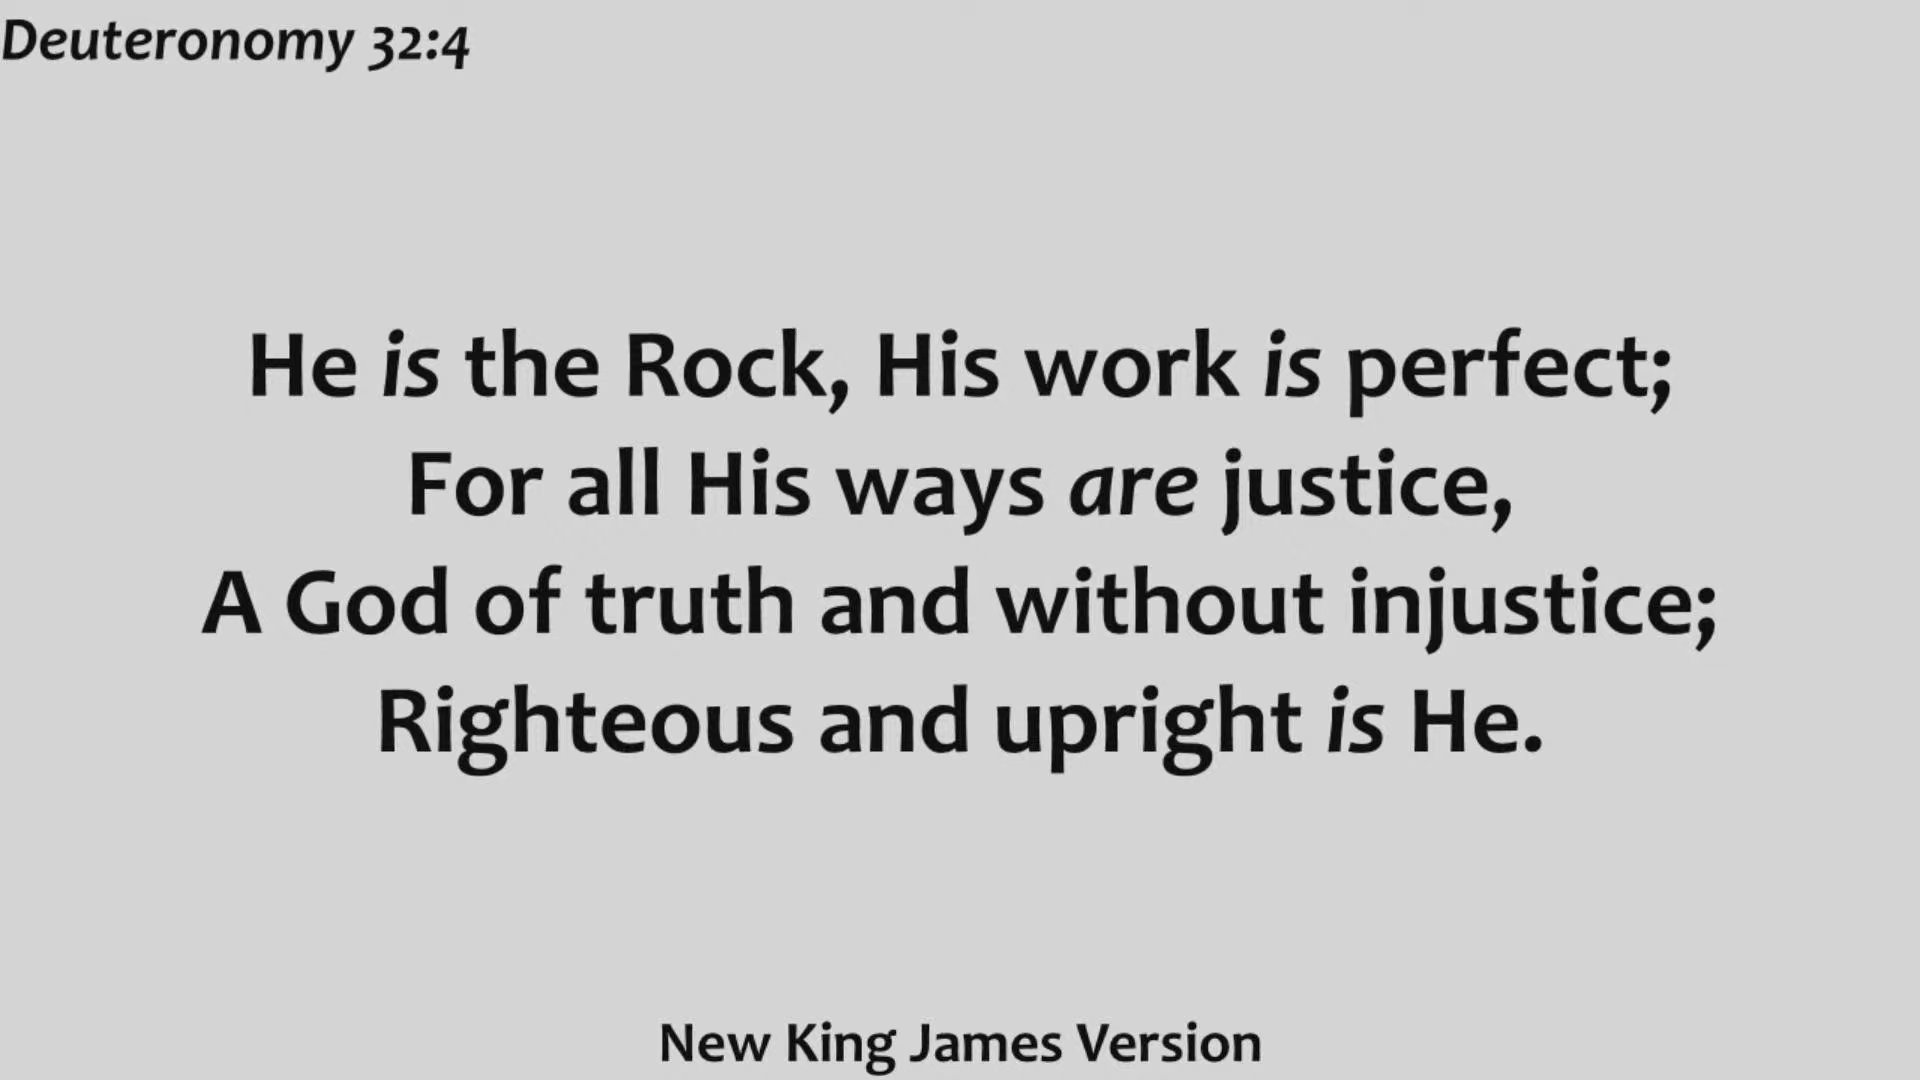 Deuteronomy 32:4
He is the Rock, His work is perfect;
For all His ways are justice,
A God of truth and without injustice;
Righteous and upright is He.
New King James Version